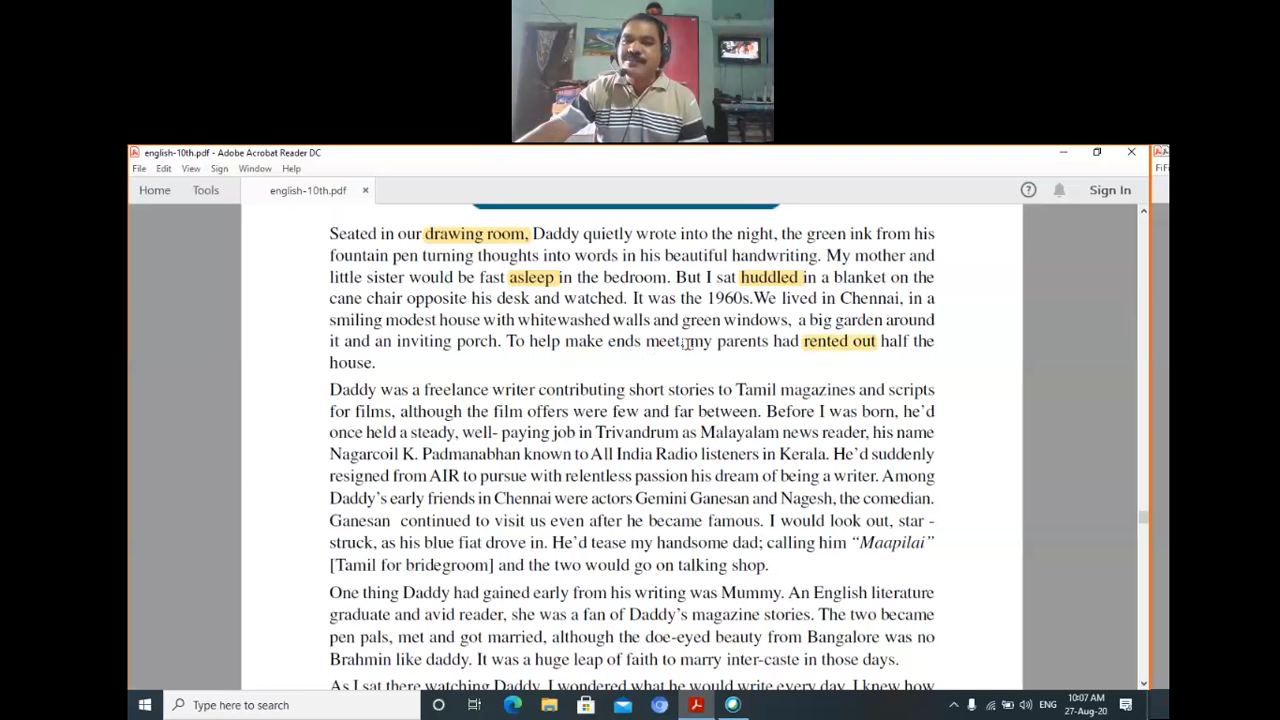 english-10th.pdf - Adobe Acrobat Reader DC
File Edit View Sign Window Help
FiFi
Home Tools english-10th.pdf × Sign In
Seated in our drawing room, Daddy quietly wrote into the night, the green ink from his
fountain pen turning thoughts into words in his beautiful handwriting. My mother and
little sister would be fast asleep in the bedroom. But I sat huddled in a blanket on the
cane chair opposite his desk and watched. It was the 1960s.We lived in Chennai, in a
smiling modest house with whitewashed walls and green windows, a big garden around
it and an inviting porch. To help make ends meet, my parents had rented out half the
house.
Daddy was a freelance writer contributing short stories to Tamil magazines and scripts
for films, although the film offers were few and far between. Before I was born, he'd
once held a steady, well- paying job in Trivandrum as Malayalam news reader, his name
Nagarcoil K. Padmanabhan known to All India Radio listeners in Kerala. He'd suddenly
resigned from AIR to pursue with relentless passion his dream of being a writer. Among
Daddy's early friends in Chennai were actors Gemini Ganesan and Nagesh, the comedian.
Ganesan continued to visit us even after he became famous. I would look out, star -
struck, as his blue fiat drove in. He'd tease my handsome dad; calling him "Maapilai"
[Tamil for bridegroom] and the two would go on talking shop.
One thing Daddy had gained early from his writing was Mummy. An English literature
graduate and avid reader, she was a fan of Daddy's magazine stories. The two became
pen pals, met and got married, although the doe-eyed beauty from Bangalore was no
Brahmin like daddy. It was a huge leap of faith to marry inter-caste in those days.
As I sat there watching Daddy, I wondered what he would write every day. I knew how
Type here to search
ENG
10:07 AM
27-Aug-20